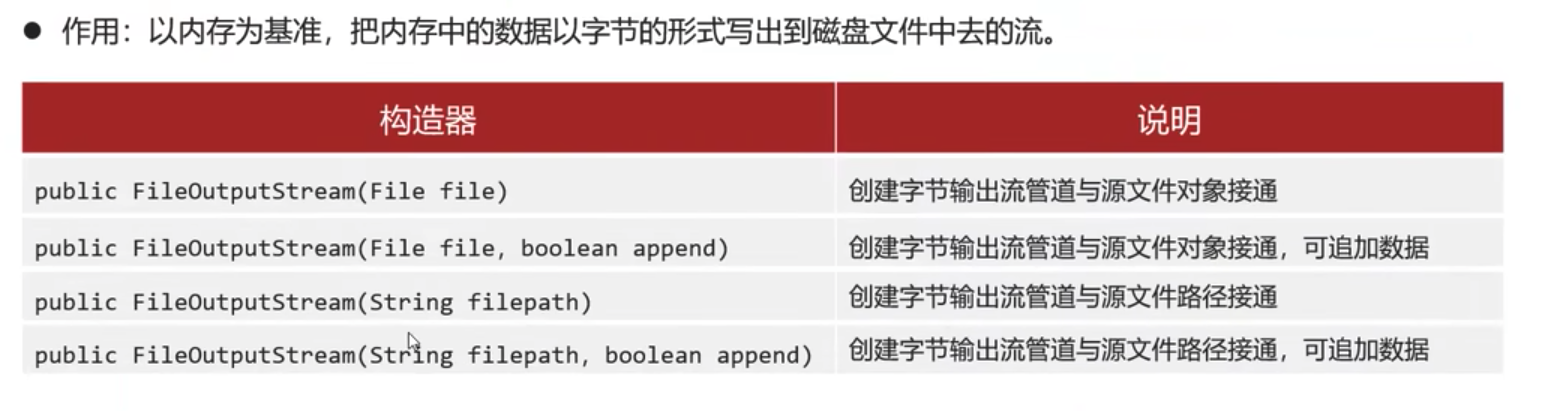 ● 作用：以内存为基准，把内存中的数据以字节的形式写出到磁盘文件中去的流。
构造器 说明
public FileOutputStream(File file) 创建字节输出流管道与源文件对象接通
public FileOutputStream(File file, boolean append) 创建字节输出流管道与源文件对象接通，可追加数据
public FileOutputStream(String filepath) 创建字节输出流管道与源文件路径接通
public FileOutputStream(String filepath, boolean append) 创建字节输出流管道与源文件路径接通，可追加数据